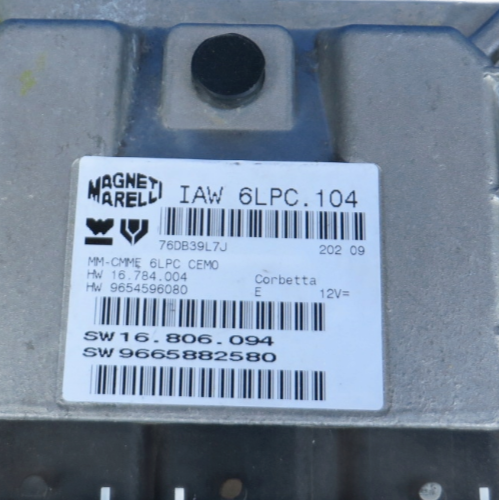 MAGNETI
MARELLI
IAW 6LPC.104
76DB39L7J
202 09
MM-CMME 6LPC CEMO
HW 16.784.004
Corbetta
HW 9654596080
E
12V=
SW16.806.094
SW9665882580